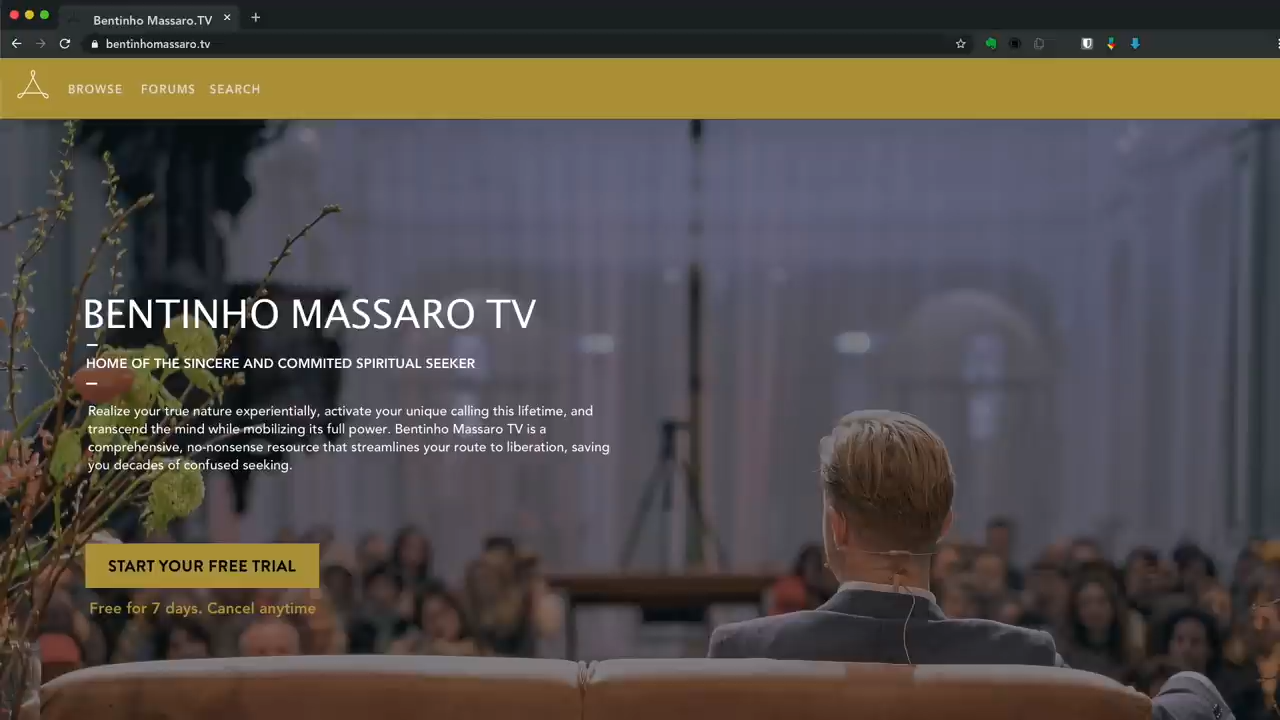 Bentinho Massaro.TV
bentinhomassaro.tv
BROWSE FORUMS SEARCH
BENTINHO MASSARO TV
HOME OF THE SINCERE AND COMMITED SPIRITUAL SEEKER
Realize your true nature experientially, activate your unique calling this lifetime, and
transcend the mind while mobilizing its full power. Bentinho Massaro TV is a
comprehensive, no-nonsense resource that streamlines your route to liberation, saving
you decades of confused seeking.
START YOUR FREE TRIAL
Free for 7 days. Cancel anytime